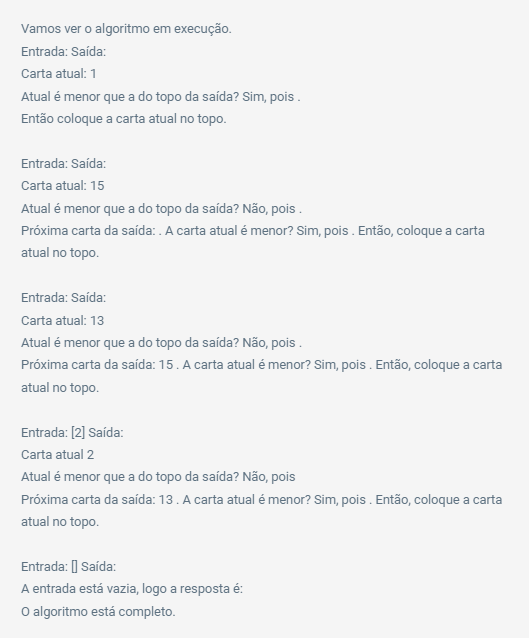 Vamos ver o algoritmo em execução.
Entrada: Saída:
Carta atual: 1
Atual é menor que a do topo da saída? Sim, pois .
Então coloque a carta atual no topo.
Entrada: Saída:
Carta atual: 15
Atual é menor que a do topo da saída? Não, pois .
Próxima carta da saída: . A carta atual é menor? Sim, pois . Então, coloque a carta
atual no topo.
Entrada: Saída:
Carta atual: 13
Atual é menor que a do topo da saída? Não, pois .
Próxima carta da saída: 15 . A carta atual é menor? Sim, pois . Então, coloque a carta
atual no topo.
Entrada: [2] Saída:
Carta atual 2
Atual é menor que a do topo da saída? Não, pois
Próxima carta da saída: 13 . A carta atual é menor? Sim, pois . Então, coloque a carta
atual no topo.
Entrada: [] Saída:
A entrada está vazia, logo a resposta é:
O algoritmo está completo.